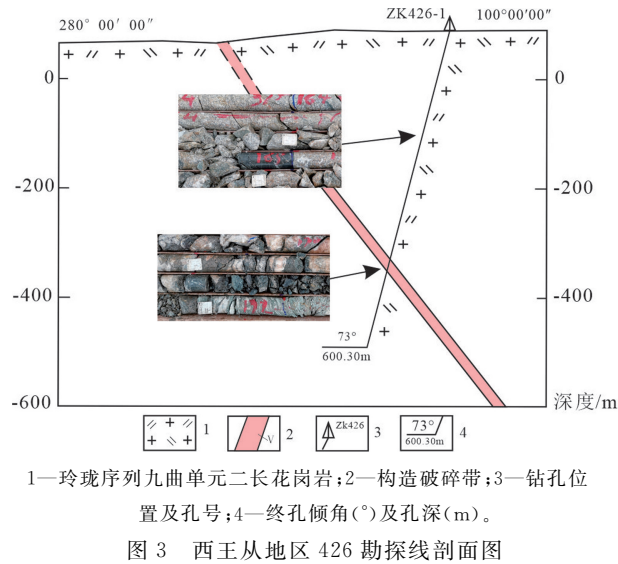 280° 00′ 00″
ZK426-1
100°00′00″
0
0
-200
-200
-400
-400
73°
600.30m
-600
深度/m
1
V
2
Zk426
3
73°
600.30m
4
1—玲珑序列九曲单元二长花岗岩;2—构造破碎带;3—钻孔位
置及孔号;4—终孔倾角(°)及孔深(m)。
图 3 西王从地区 426 勘探线剖面图